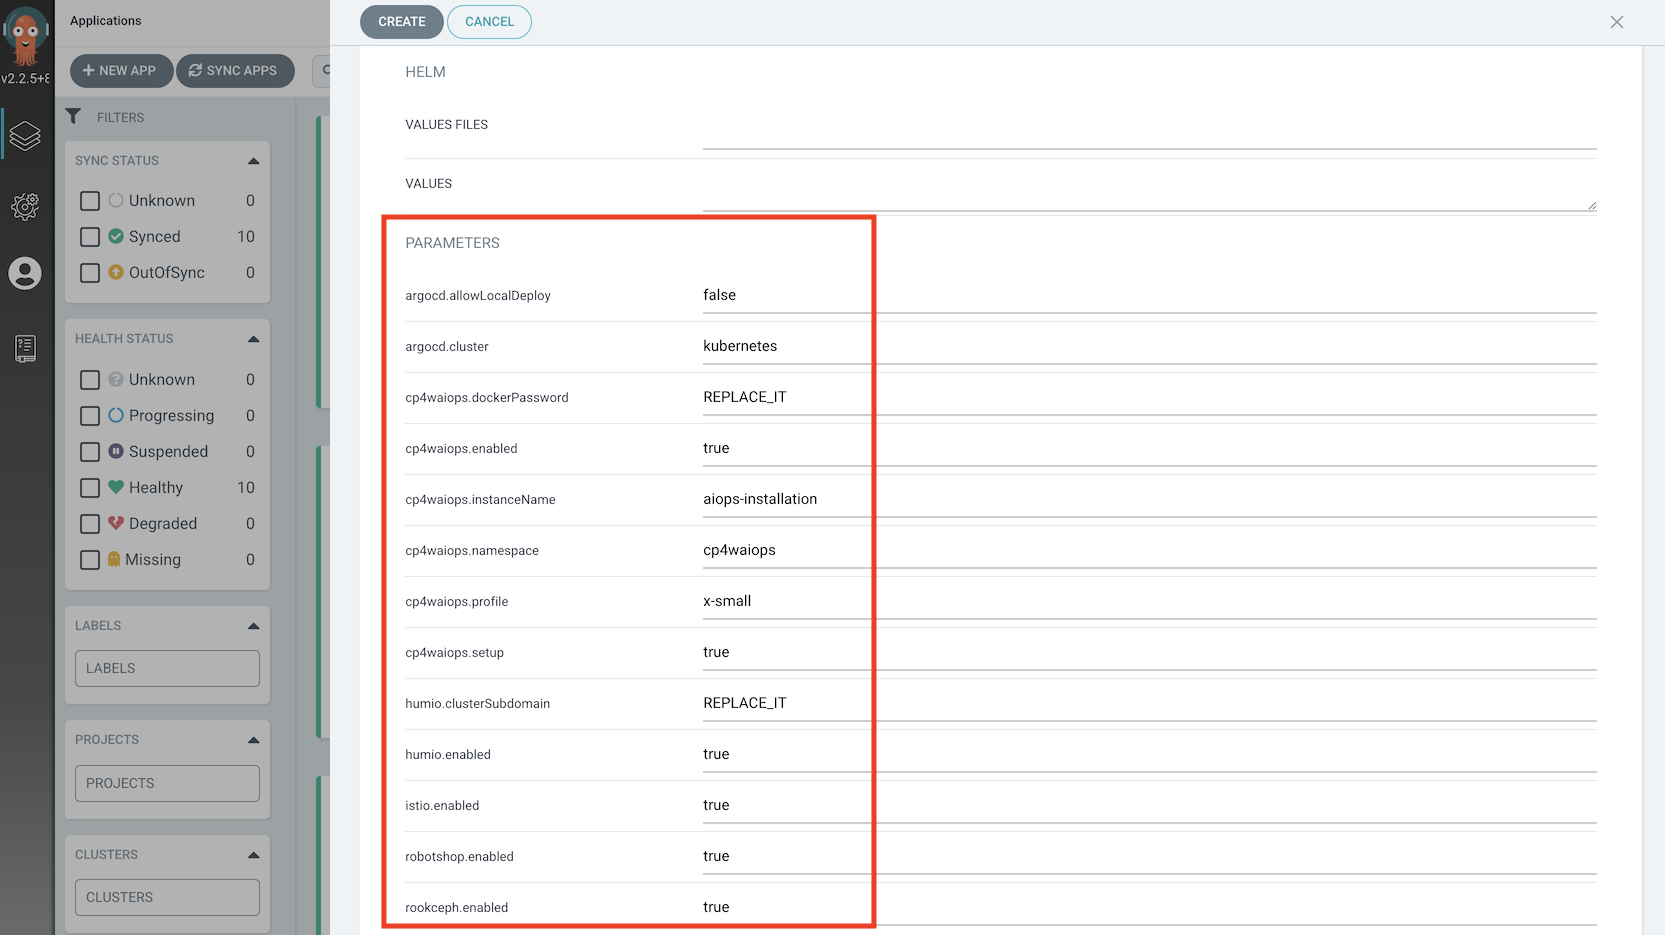 Applications
CREATE
CANCEL
v2.2.5+8
NEW APP
SYNC APPS
FILTERS
SYNC STATUS
Unknown 0
Synced 10
OutOfSync 0
HEALTH STATUS
Unknown 0
Progressing 0
Suspended 0
Healthy 10
Degraded 0
Missing 0
LABELS
LABELS
PROJECTS
PROJECTS
CLUSTERS
CLUSTERS
HELM
VALUES FILES
VALUES
PARAMETERS
argocd.allowLocalDeploy false
argocd.cluster kubernetes
cp4waiops.dockerPassword REPLACE_IT
cp4waiops.enabled true
cp4waiops.instanceName aiops-installation
cp4waiops.namespace cp4waiops
cp4waiops.profile x-small
cp4waiops.setup true
humio.clusterSubdomain REPLACE_IT
humio.enabled true
istio.enabled true
robotshop.enabled true
rookceph.enabled true